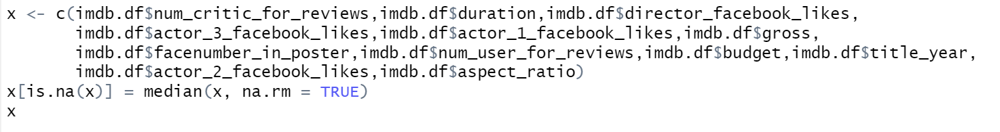 x <- c(imdb.df$num_critic_for_reviews,imdb.df$duration,imdb.df$director_facebook_likes,
imdb.df$actor_3_facebook_likes,imdb.df$actor_1_facebook_likes,imdb.df$gross,
imdb.df$facenumber_in_poster,imdb.df$num_user_for_reviews,imdb.df$budget,imdb.df$title_year,
imdb.df$actor_2_facebook_likes,imdb.df$aspect_ratio)
x[is.na(x)] = median(x, na.rm = TRUE)
x